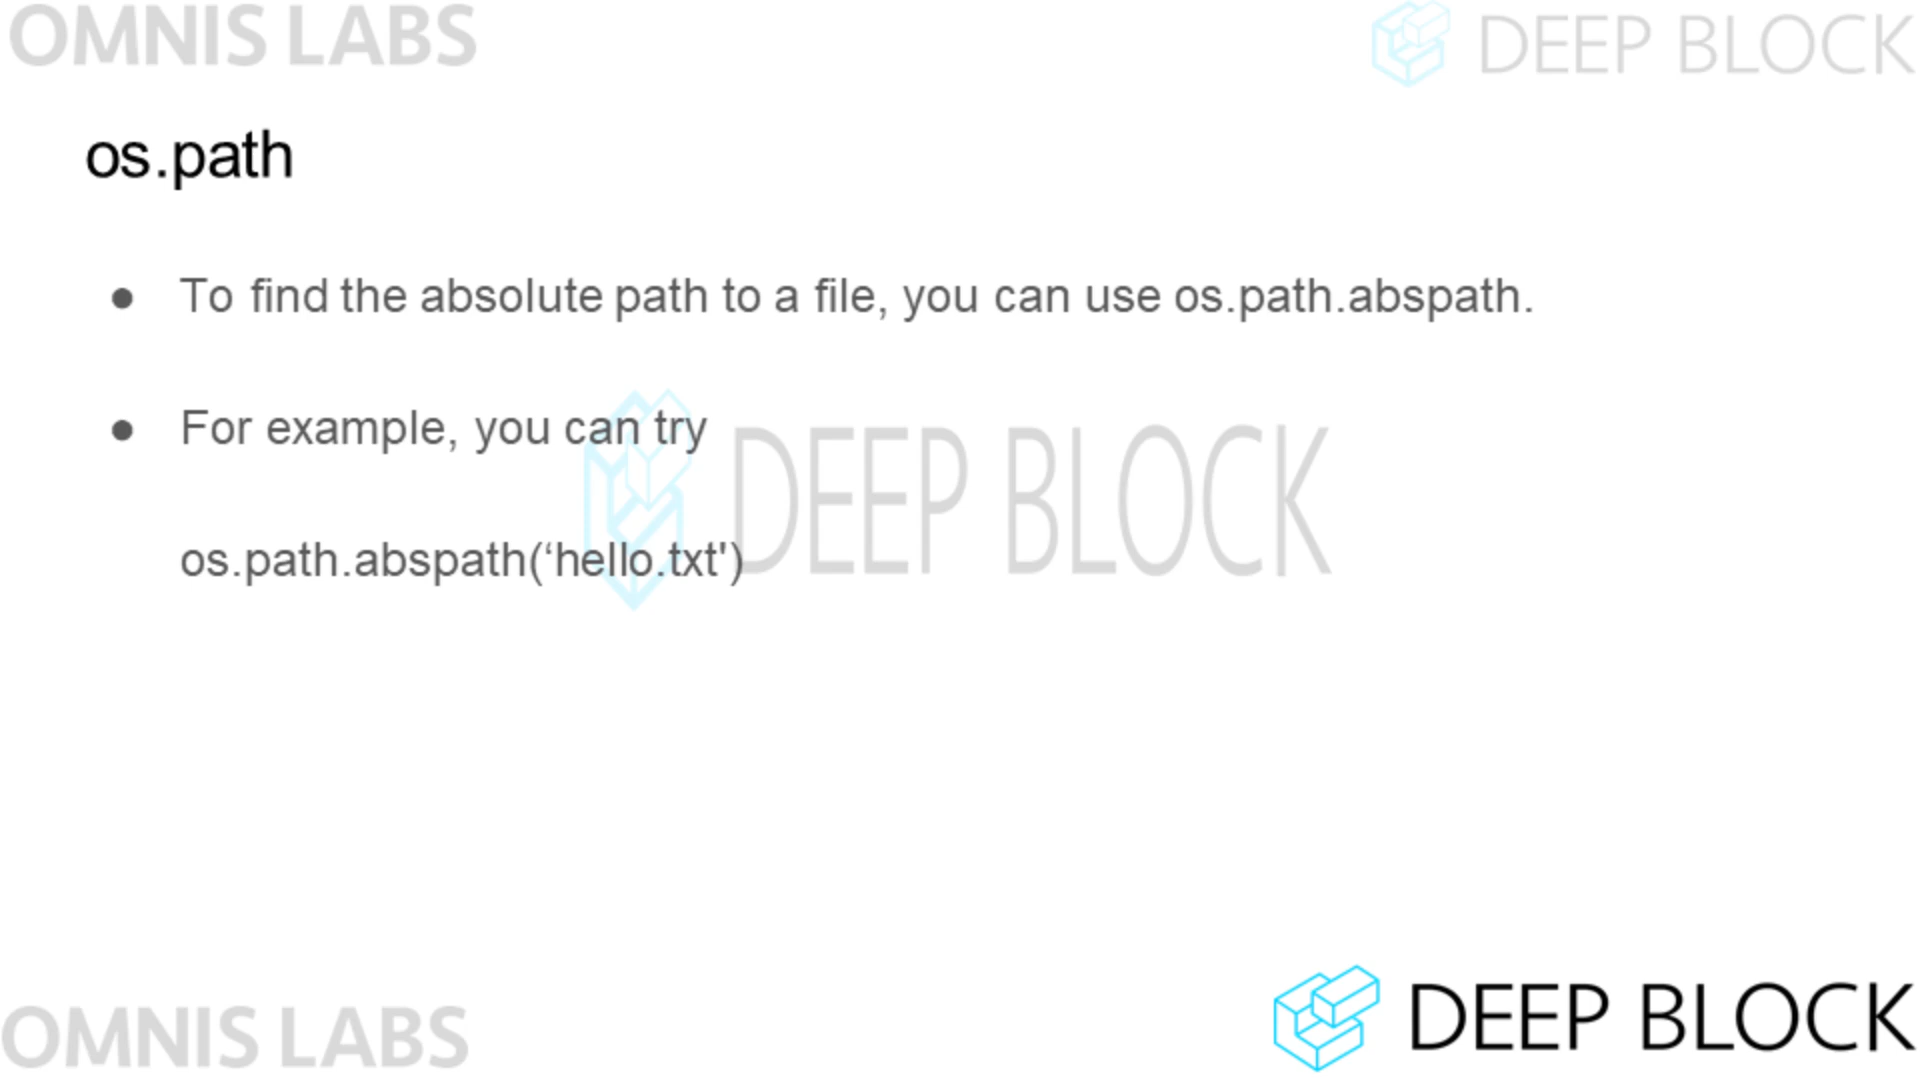 OMNIS LABS
DEEP BLOCK
os.path
● To find the absolute path to a file, you can use os.path.abspath.
● For example, you can try
DEEP BLOCK
os.path.abspath(‘hello.txt')
OMNIS LABS
DEEP BLOCK